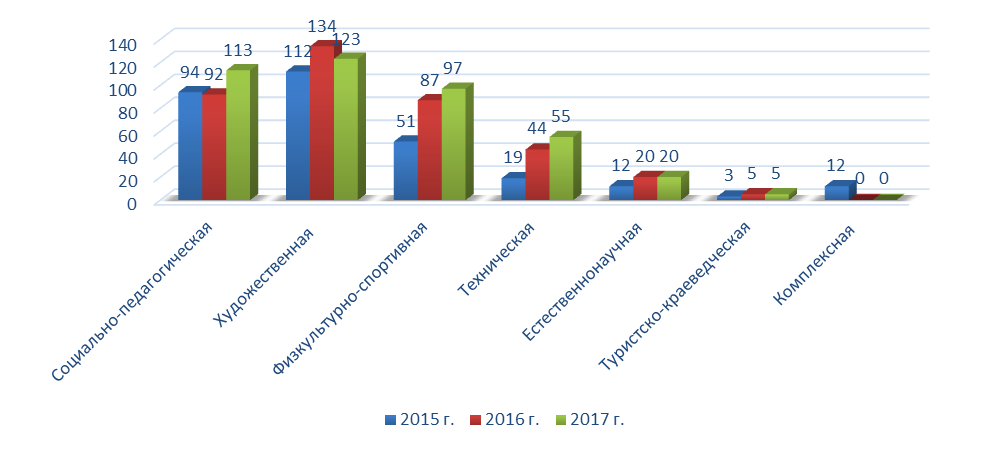 140
120
100
80
60
40
20
0
94 92 113
112 134 123
51 87 97
19 44 55
12 20 20
3 5 5
12 0 0
Социально-педагогическая
Художественная
Физкультурно-спортивная
Техническая
Естественнонаучная
Туристско-краеведческая
Комплексная
2015 г. 2016 г. 2017 г.